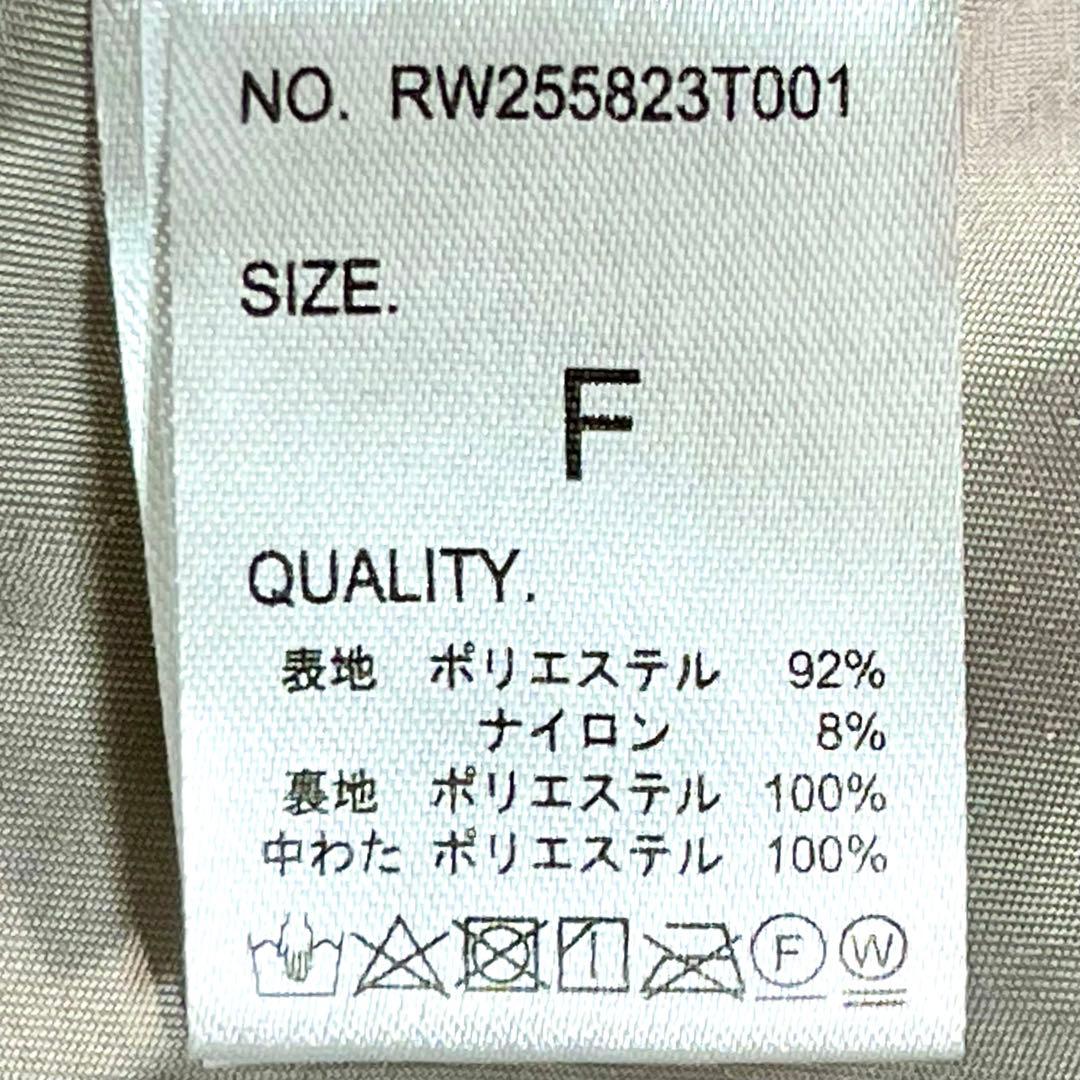 NO. RW255823T001
SIZE.
F
QUALITY.
表地 ポリエステル 92%
ナイロン 8%
裏地 ポリエステル 100%
中わた ポリエステル 100%
F W